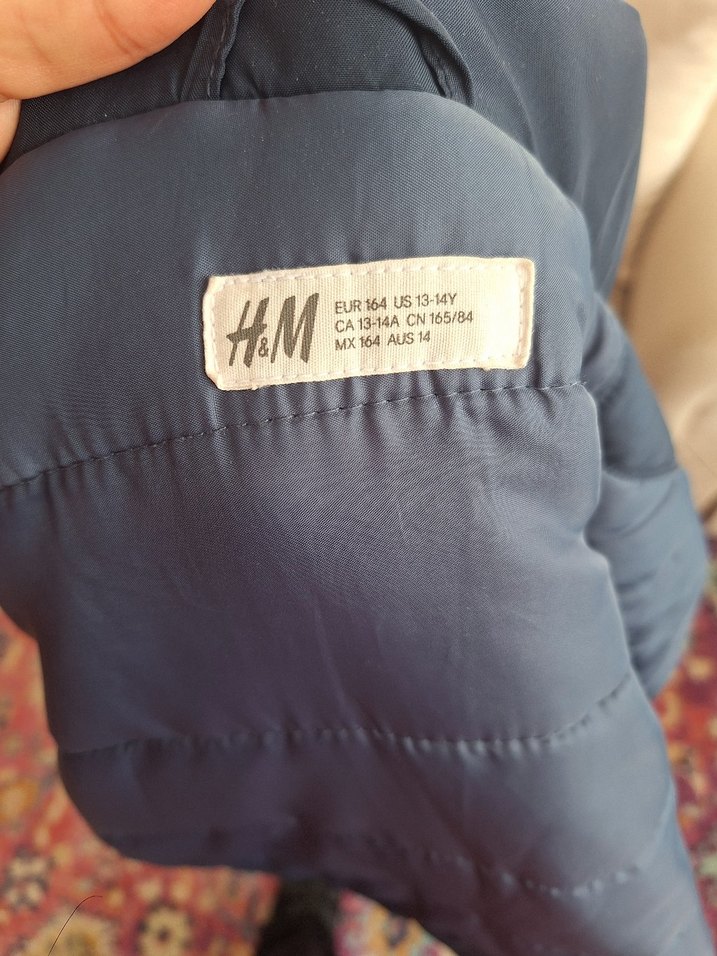 H&M
EUR 164 US 13-14Y
CA 13-14A CN 165/84
MX 164 AUS 14